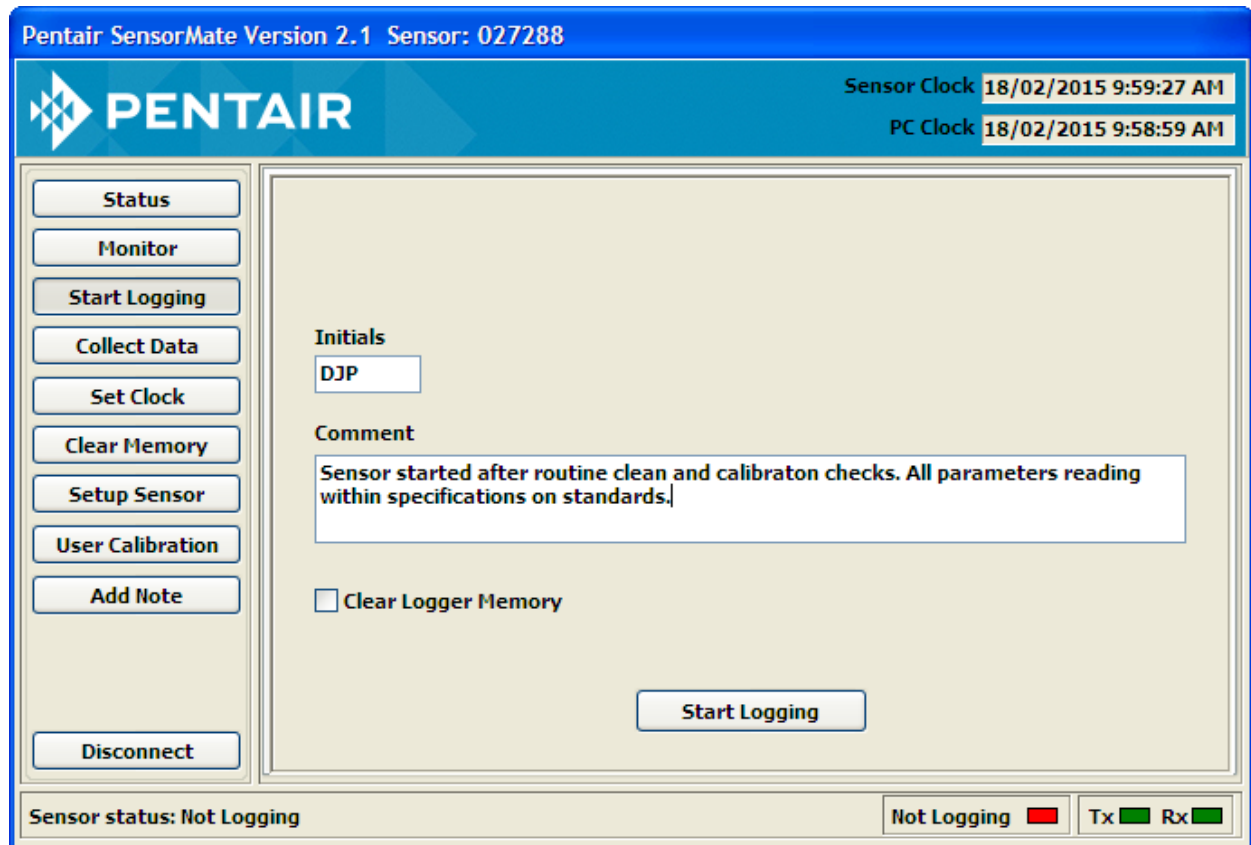 Pentair SensorMate Version 2.1 Sensor: 027288
PENTAIR
Sensor Clock 18/02/2015 9:59:27 AM
PC Clock 18/02/2015 9:58:59 AM
Status
Monitor
Start Logging
Collect Data
Set Clock
Clear Memory
Setup Sensor
User Calibration
Add Note
Disconnect
Initials
DJP
Comment
Sensor started after routine clean and calibraton checks. All parameters reading
within specifications on standards.
Clear Logger Memory
Start Logging
Sensor status: Not Logging
Not Logging
Tx Rx